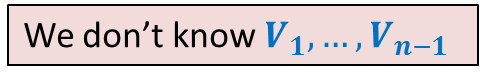 We don’t know V₁, … , Vₙ₋₁